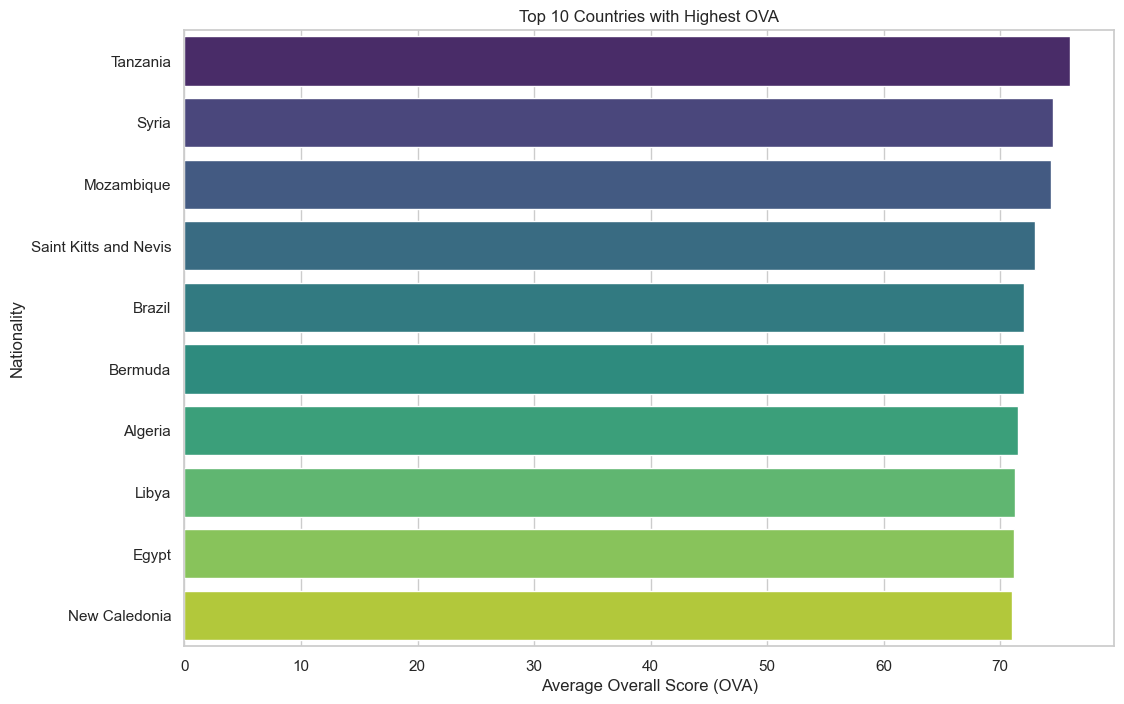 Top 10 Countries with Highest OVA
Nationality
Tanzania
Syria
Mozambique
Saint Kitts and Nevis
Brazil
Bermuda
Algeria
Libya
Egypt
New Caledonia
0 10 20 30 40 50 60 70
Average Overall Score (OVA)